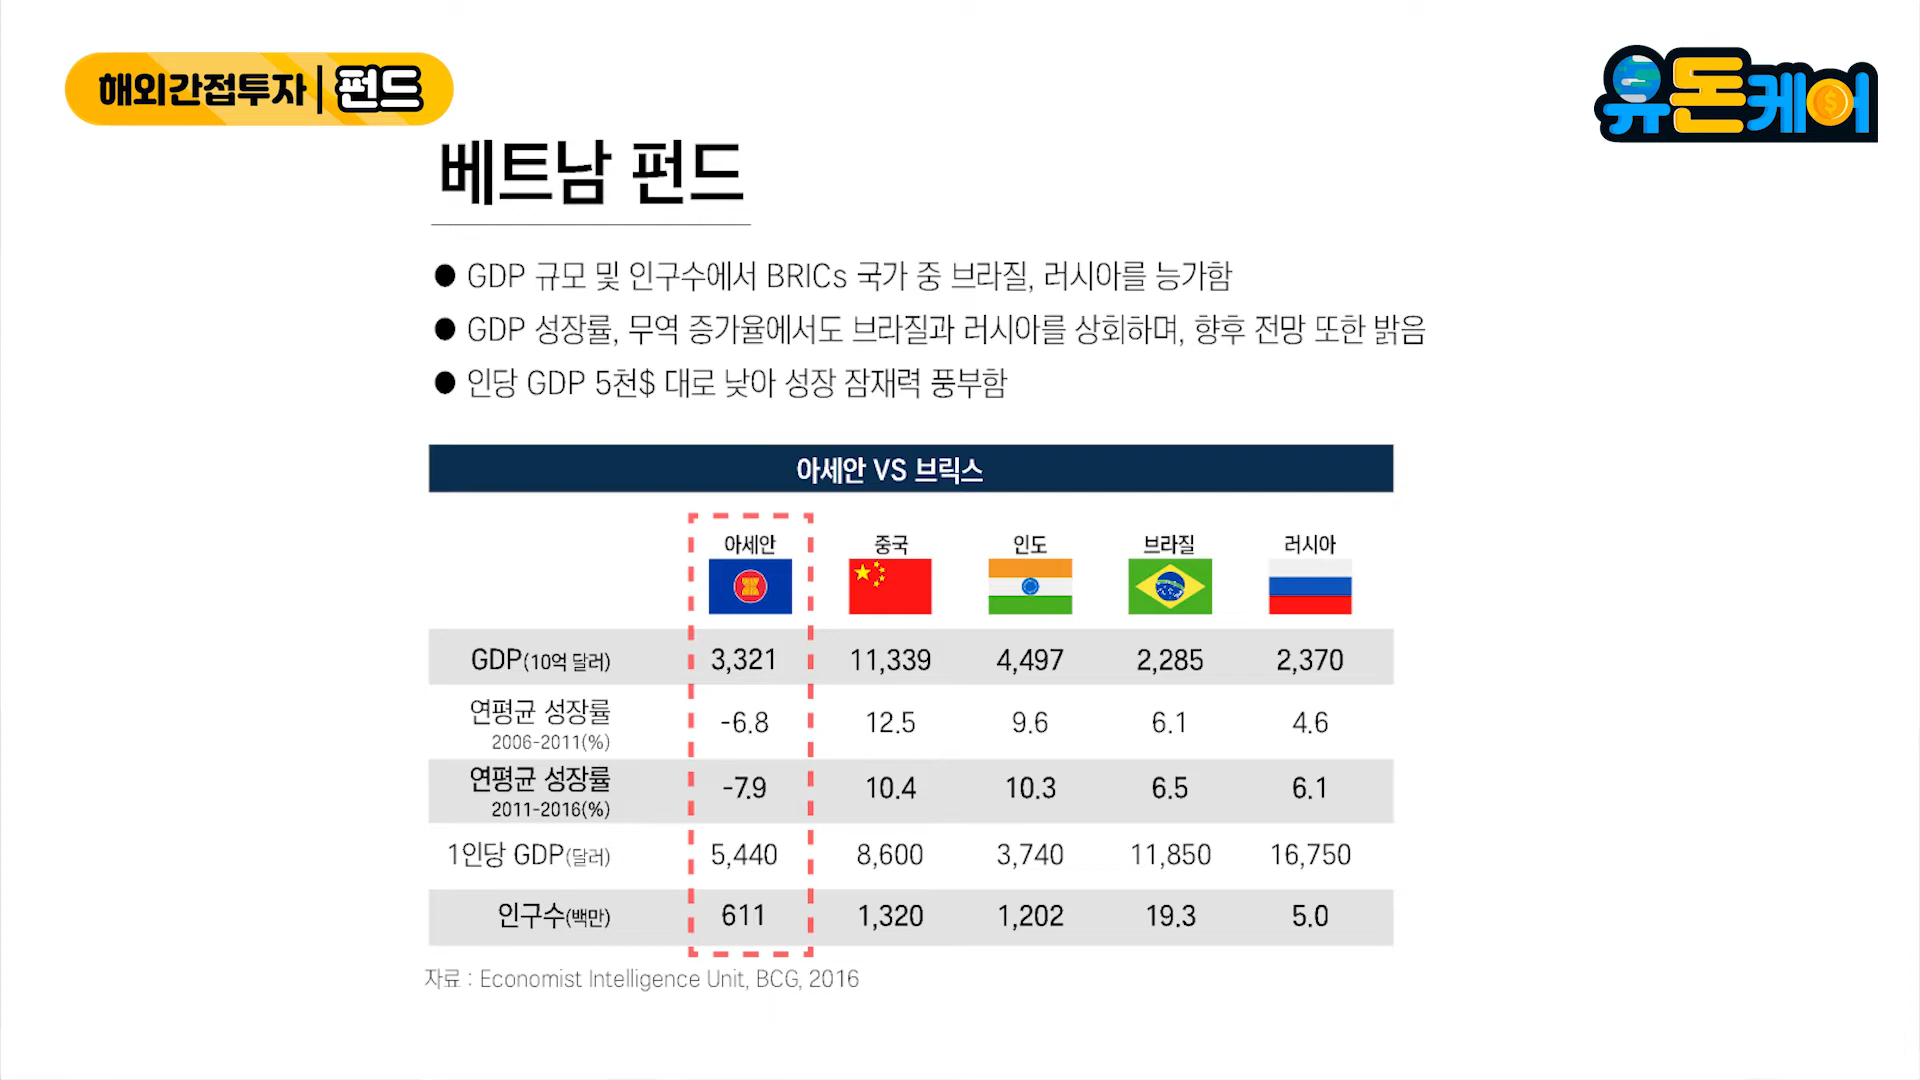 해외간접투자 | 펀드
유돈케어
베트남 펀드
● GDP 규모 및 인구수에서 BRICs 국가 중 브라질, 러시아를 능가함
● GDP 성장률, 무역 증가율에서도 브라질과 러시아를 상회하며, 향후 전망 또한 밝음
● 인당 GDP 5천$ 대로 낮아 성장 잠재력 풍부함
아세안 VS 브릭스
아세안 중국 인도 브라질 러시아
GDP(10억 달러) 3,321 11,339 4,497 2,285 2,370
연평균 성장률 -6.8 12.5 9.6 6.1 4.6
2006-2011(%)
연평균 성장률 -7.9 10.4 10.3 6.5 6.1
2011-2016(%)
1인당 GDP(달러) 5,440 8,600 3,740 11,850 16,750
인구수(백만) 611 1,320 1,202 19.3 5.0
자료 : Economist Intelligence Unit, BCG, 2016